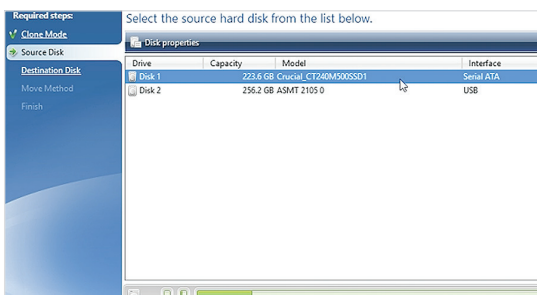 Required steps:
Clone Mode
Source Disk
Destination Disk
Move Method
Finish
Select the source hard disk from the list below.
Disk properties
Drive Capacity Model Interface
Disk 1 223.6 GB Crucial_CT240M500SSD1 Serial ATA
Disk 2 256.2 GB ASMT 2105 0 USB